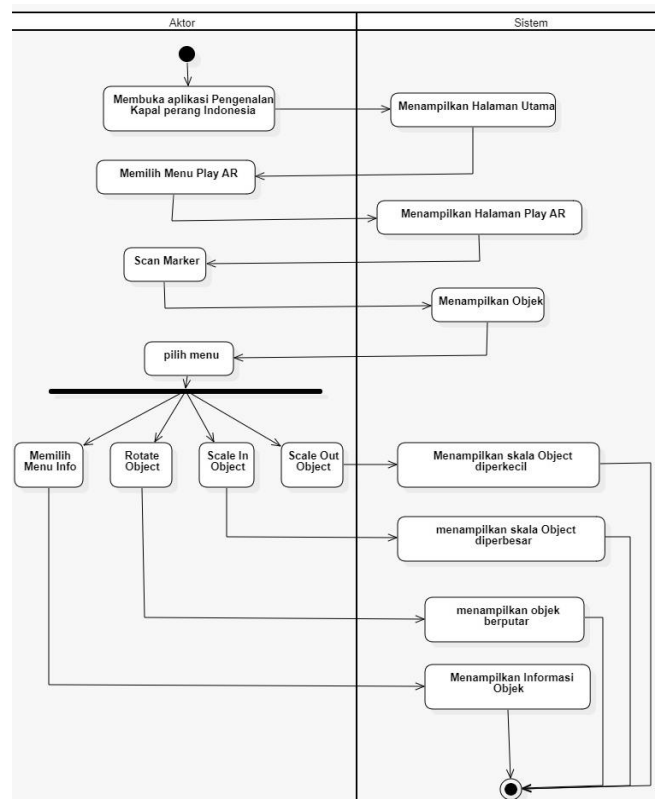 Aktor
Sistem
Membuka aplikasi Pengenalan
Kapal perang Indonesia
Menampilkan Halaman Utama
Memilih Menu Play AR
Menampilkan Halaman Play AR
Scan Marker
Menampilkan Objek
pilih menu
Memilih
Menu Info
Rotate
Object
Scale In
Object
Scale Out
Object
Menampilkan skala Object
diperkecil
menampilkan skala Object
diperbesar
menampilkan objek
berputar
Menampilkan Informasi
Objek